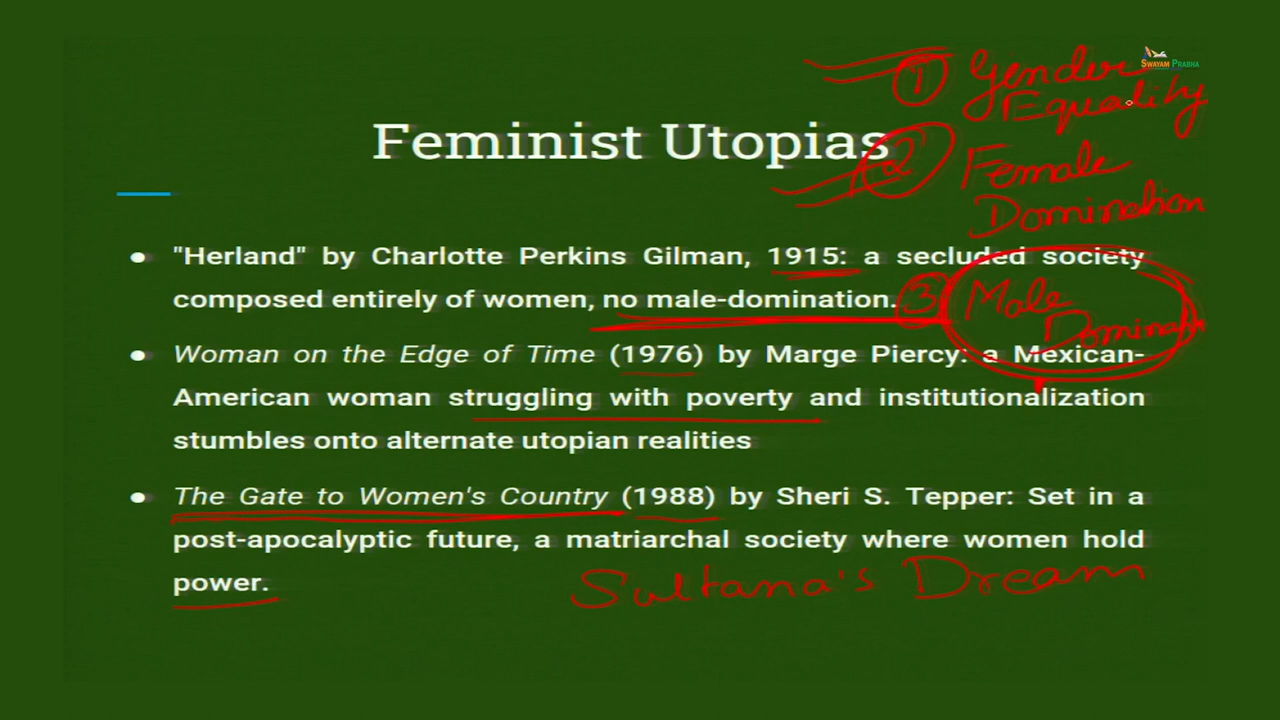 SWAYAM PRABHA
① Gender
Equality
Feminist Utopias
② Female
Domination
• "Herland" by Charlotte Perkins Gilman, 1915: a secluded society
composed entirely of women, no male-domination.
③ Male
Domination
• Woman on the Edge of Time (1976) by Marge Piercy: a Mexican-
American woman struggling with poverty and institutionalization
stumbles onto alternate utopian realities
• The Gate to Women's Country (1988) by Sheri S. Tepper: Set in a
post-apocalyptic future, a matriarchal society where women hold
power.
Sultana's Dream